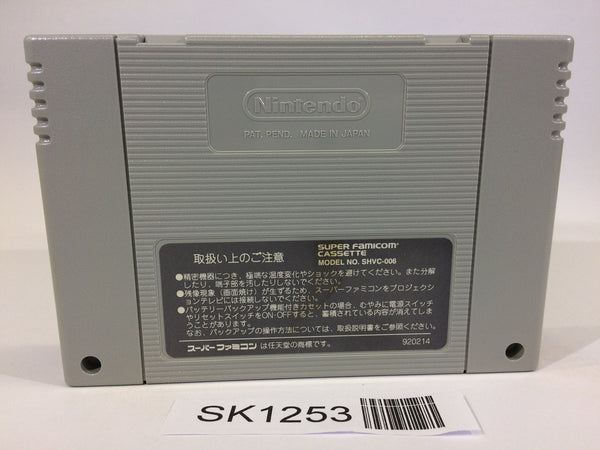 Nintendo
PAT. PEND. MADE IN JAPAN
取扱い上のご注意
SUPER FAMICOM
CASSETTE
MODEL NO. SHVC-006
●精密機器につき、極端な温度変化やショックを避けてください。また分解
したり、端子部を汚したりしないでください。
●残像現象（画面焼け）が生ずるため、スーパーファミコンをプロジェクシ
ョンテレビには接続しないでください。
●バッテリーバックアップ機能付きカセットの場合、むやみに電源スイッチ
やリセットスイッチをON・OFFすると、蓄積されている内容が消えてしま
うことがあります。
なお、バックアップの操作方法については、取扱説明書をご参照ください。
スーパーファミコン は任天堂の商標です。
920214
SK1253